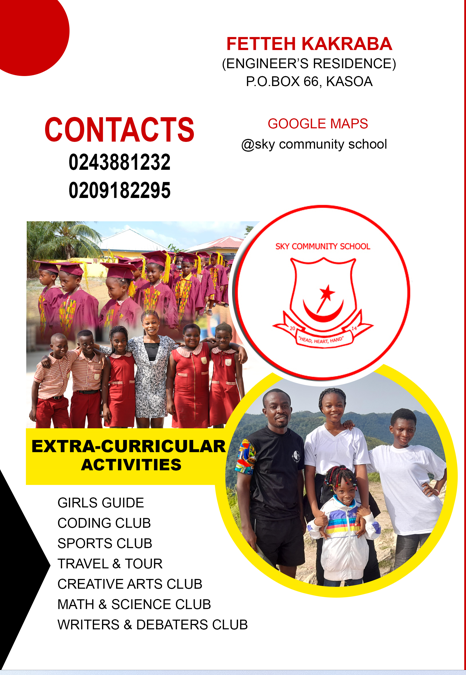 FETTEH KAKRABA
(ENGINEER'S RESIDENCE)
P.O.BOX 66, KASOA
GOOGLE MAPS
@sky community school
CONTACTS
0243881232
0209182295
SKY COMMUNITY SCHOOL
20 14
"HEAD, HEART, HAND"
EXTRA-CURRICULAR
ACTIVITIES
GIRLS GUIDE
CODING CLUB
SPORTS CLUB
TRAVEL & TOUR
CREATIVE ARTS CLUB
MATH & SCIENCE CLUB
WRITERS & DEBATERS CLUB